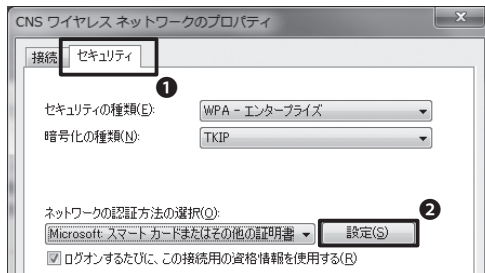 CNS ワイヤレス ネットワークのプロパティ
接続 セキュリティ
❶
セキュリティの種類(E): WPA - エンタープライズ
暗号化の種類(N): TKIP
ネットワークの認証方法の選択(O): ❷
Microsoft: スマート カードまたはその他の証明書 設定(S)
ログオンするたびに、この接続用の資格情報を使用する(R)